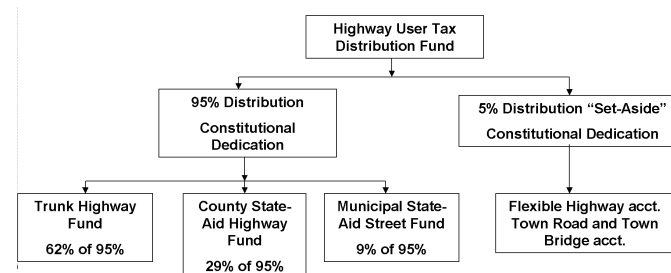 Highway User Tax
Distribution Fund
95% Distribution
Constitutional
Dedication
5% Distribution “Set-Aside”
Constitutional Dedication
Trunk Highway
Fund
62% of 95%
County State-
Aid Highway
Fund
29% of 95%
Municipal State-
Aid Street Fund
9% of 95%
Flexible Highway acct.
Town Road and Town
Bridge acct.